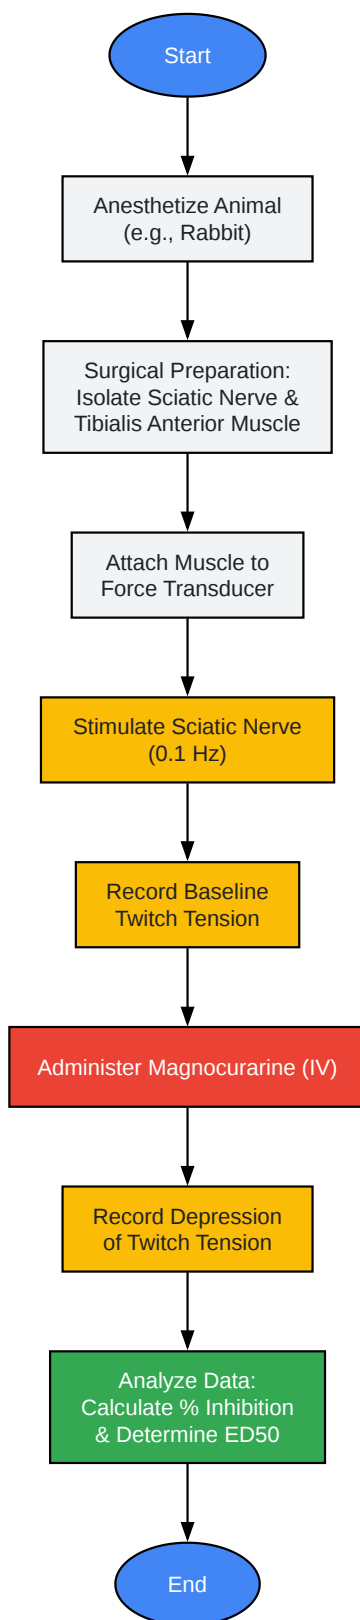 Start
Anesthetize Animal
(e.g., Rabbit)
Surgical Preparation:
Isolate Sciatic Nerve &
Tibialis Anterior Muscle
Attach Muscle to
Force Transducer
Stimulate Sciatic Nerve
(0.1 Hz)
Record Baseline
Twitch Tension
Administer Magnocurarine (IV)
Record Depression
of Twitch Tension
Analyze Data:
Calculate % Inhibition
& Determine ED50
End